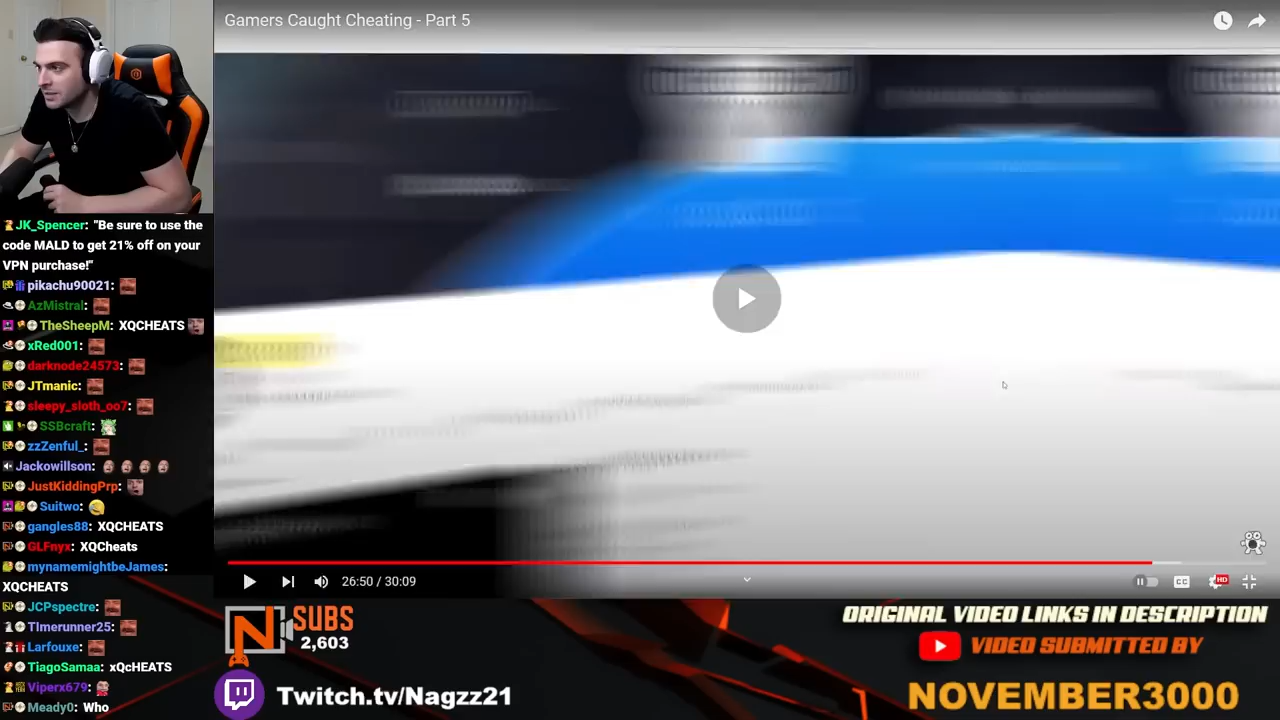 Gamers Caught Cheating - Part 5
JK_Spencer: "Be sure to use the
code MALD to get 21% off on your
VPN purchase!"
pikachu90021:
AzMistral:
TheSheepM: XQCHEATS
xRed001:
darknode24573:
JTmanic:
sleepy_sloth_oo7:
SSBcraft:
zzZenful_:
Jackowillson:
JustKiddingPrp:
Suitwo:
gangles88: XQCHEATS
GLFnyx: XQCheats
mynamemightbeJames:
XQCHEATS
JCPspectre:
TImerunner25:
Larfouxe:
TiagoSamaa: xQcHEATS
Viperx679:
Meady0: Who
26:50 / 30:09
CC
HD
N SUBS
2,603
Twitch.tv/Nagzz21
ORIGINAL VIDEO LINKS IN DESCRIPTION
VIDEO SUBMITTED BY
NOVEMBER3000